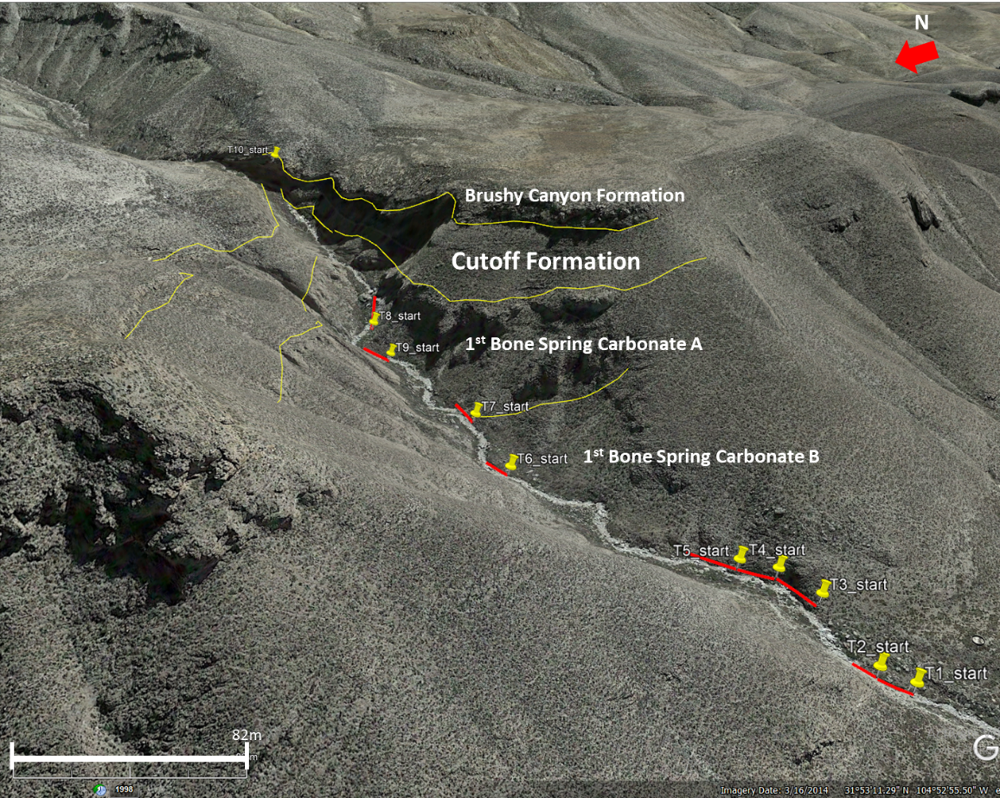 N
T10_start
Brushy Canyon Formation
Cutoff Formation
T8_start
1st Bone Spring Carbonate A
T9_start
T7_start
T6_start
1st Bone Spring Carbonate B
T5_start
T4_start
T3_start
T2_start
T1_start
82m
G
1998
Imagery Date: 3/16/2014 31°53'11.29" N 104°52'55.50" W